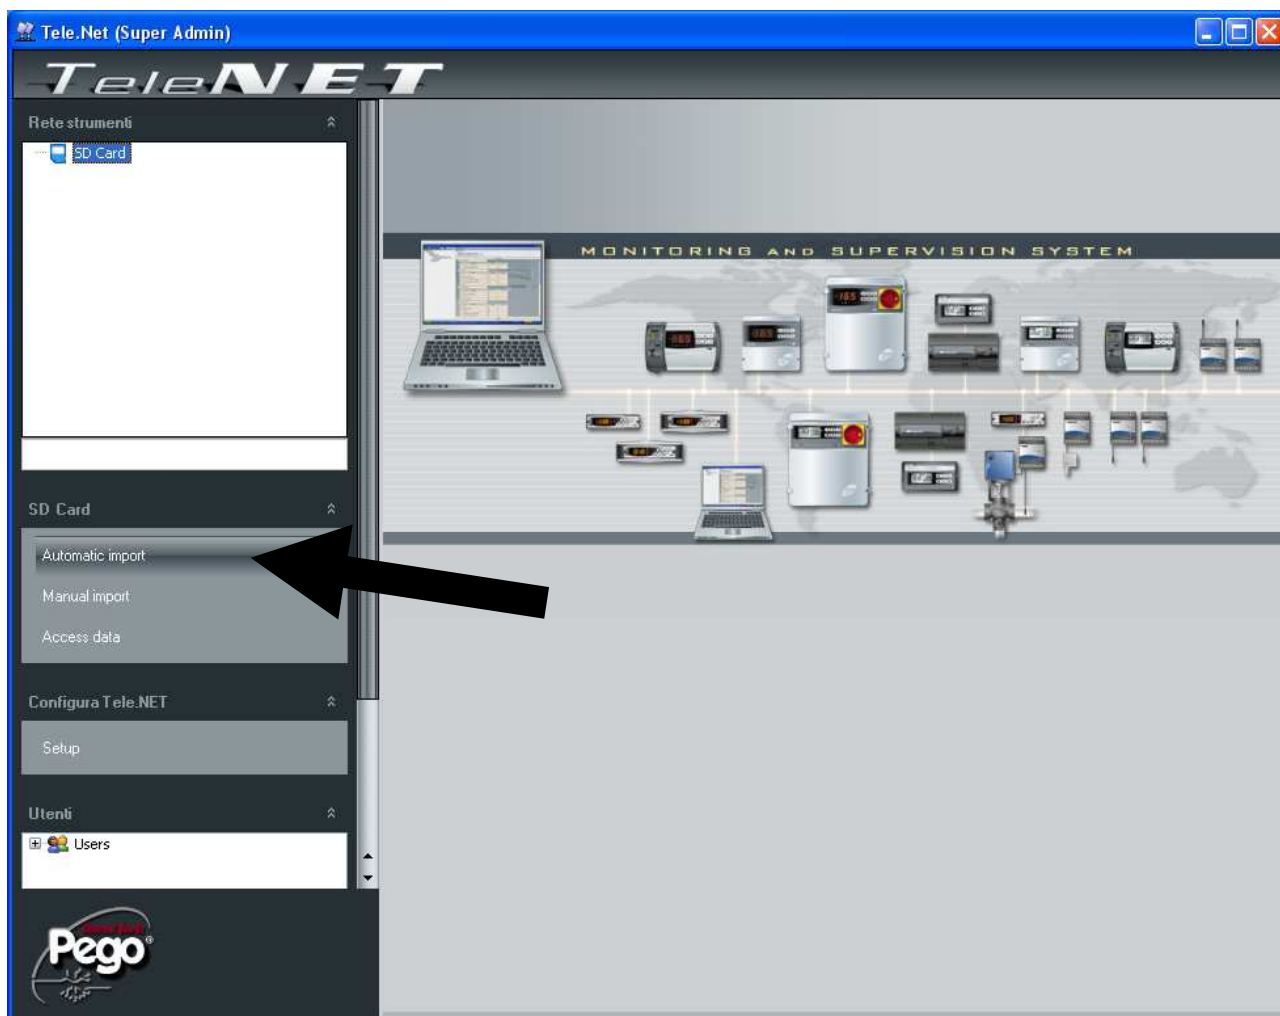 Tele.Net (Super Admin)
TeleNET
Rete strumenti
SD Card
MONITORING AND SUPERVISION SYSTEM
SD Card
Automatic import
Manual import
Access data
Configura Tele.NET
Setup
Utenti
Users
Pego®